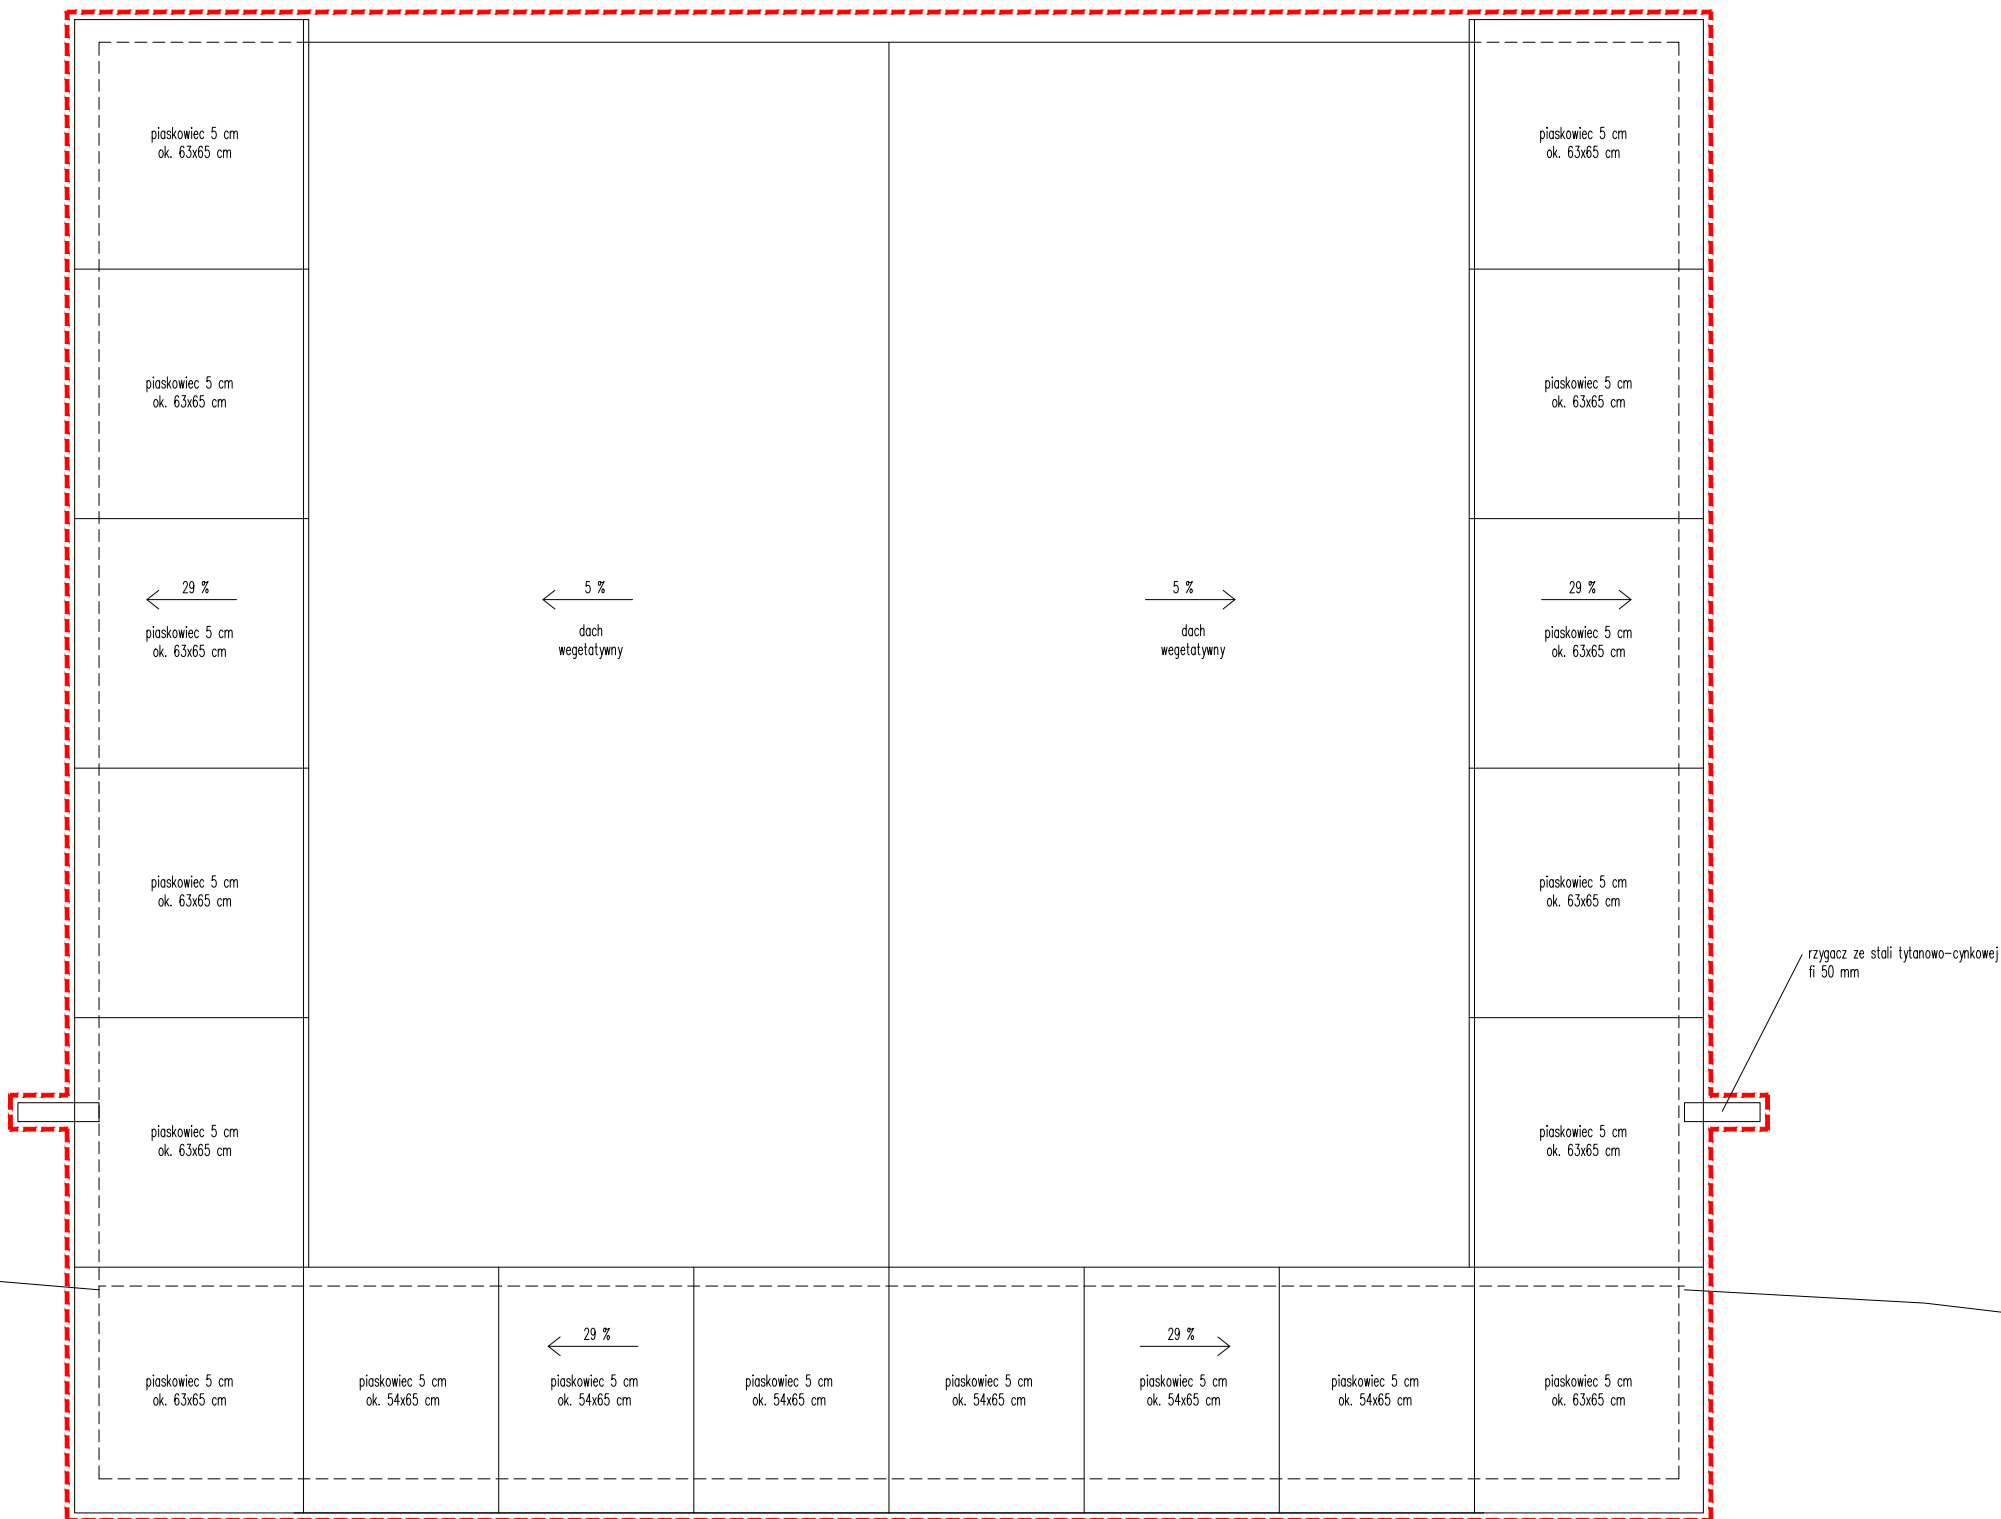 piaskowiec 5 cm
ok. 63x65 cm
piaskowiec 5 cm
ok. 63x65 cm
piaskowiec 5 cm
ok. 63x65 cm
piaskowiec 5 cm
ok. 63x65 cm
29 %
piaskowiec 5 cm
ok. 63x65 cm
5 %
dach
wegetatywny
5 %
dach
wegetatywny
29 %
piaskowiec 5 cm
ok. 63x65 cm
piaskowiec 5 cm
ok. 63x65 cm
piaskowiec 5 cm
ok. 63x65 cm
rzygacz ze stali tytanowo-cynkowej
fi 50 mm
piaskowiec 5 cm
ok. 63x65 cm
piaskowiec 5 cm
ok. 63x65 cm
29 %
29 %
piaskowiec 5 cm
ok. 63x65 cm
piaskowiec 5 cm
ok. 54x65 cm
piaskowiec 5 cm
ok. 54x65 cm
piaskowiec 5 cm
ok. 54x65 cm
piaskowiec 5 cm
ok. 54x65 cm
piaskowiec 5 cm
ok. 54x65 cm
piaskowiec 5 cm
ok. 54x65 cm
piaskowiec 5 cm
ok. 63x65 cm